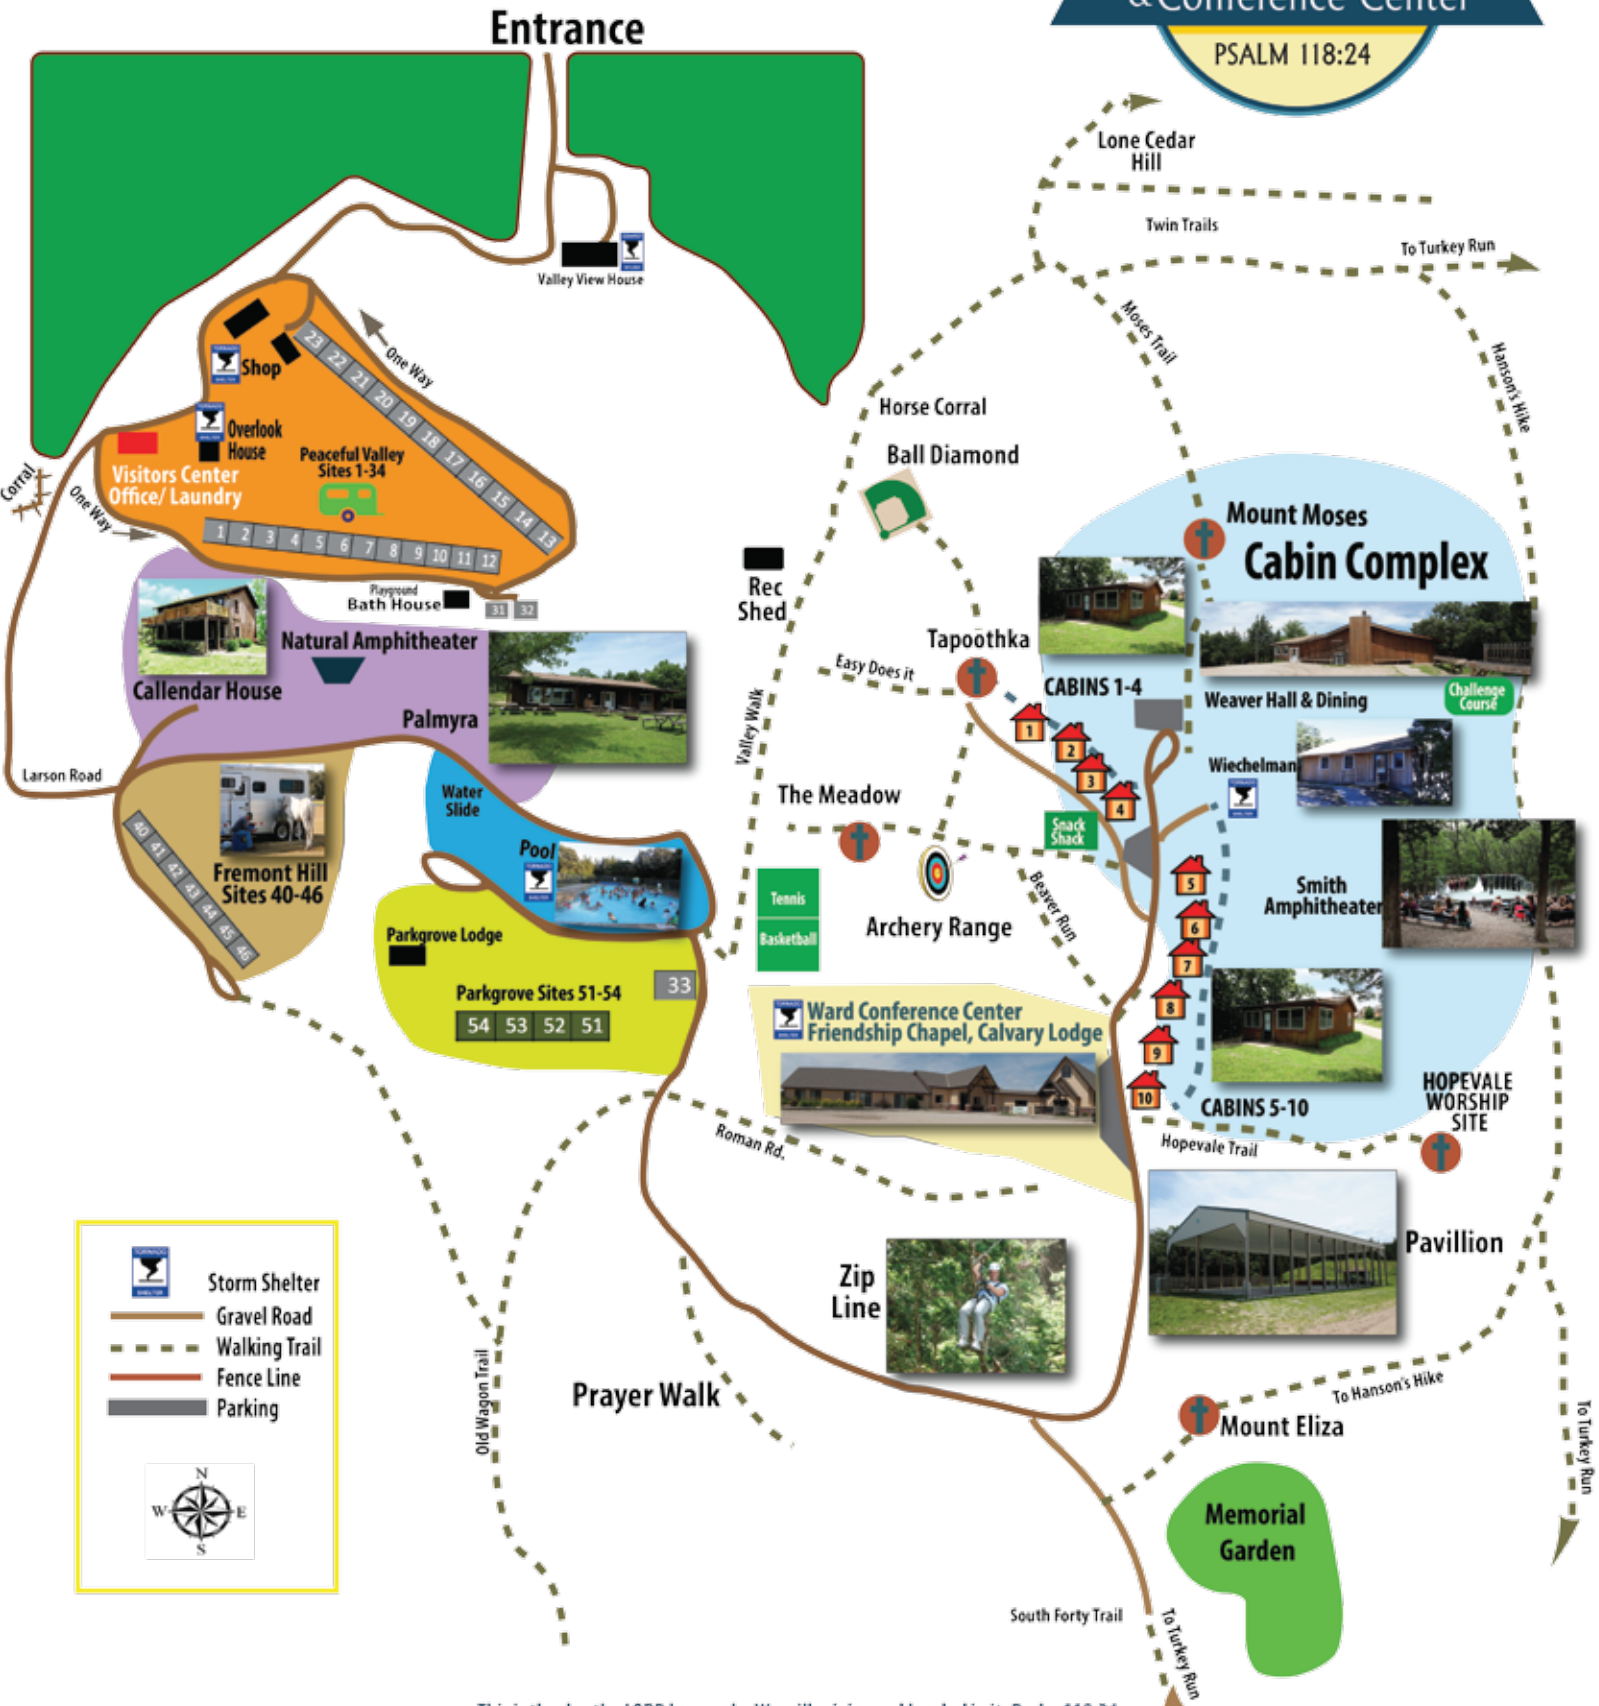 & Conference Center
PSALM 118:24
Entrance
Lone Cedar
Hill
Twin Trails
To Turkey Run
Moses Trail
Hanson's Hike
Valley View House
TORNADO
SHELTER
Shop
One Way
23
22
21
20
19
18
17
16
15
14
13
TORNADO
SHELTER
Overlook
House
Peaceful Valley
Sites 1-34
Visitors Center
Office/ Laundry
Corral
One Way
1 2 3 4 5 6 7 8 9 10 11 12
Playground
Bath House
31 32
Horse Corral
Ball Diamond
Rec
Shed
Tapoothka
Easy Does it
Valley Walk
Mount Moses
Cabin Complex
CABINS 1-4
Weaver Hall & Dining
Challenge
Course
Wiechelman
1
2
3
4
Natural Amphitheater
Callendar House
Palmyra
Larson Road
Water
Slide
Pool
The Meadow
Snack
Shack
Fremont Hill
Sites 40-46
40
41
42
43
44
45
46
Tennis
Basketball
Archery Range
Beaver Run
5
6
7
8
9
10
Smith
Amphitheater
Parkgrove Lodge
33
Parkgrove Sites 51-54
54 53 52 51
TORNADO
SHELTER
Ward Conference Center
Friendship Chapel, Calvary Lodge
CABINS 5-10
HOPEVALE
WORSHIP
SITE
Hopevale Trail
Roman Rd.
Pavillion
Zip
Line
TORNADO
SHELTER
Storm Shelter
Gravel Road
Walking Trail
Fence Line
Parking
N
W E
S
Old Wagon Trail
Prayer Walk
To Hanson's Hike
Mount Eliza
To Turkey Run
Memorial
Garden
South Forty Trail
To Turkey Run